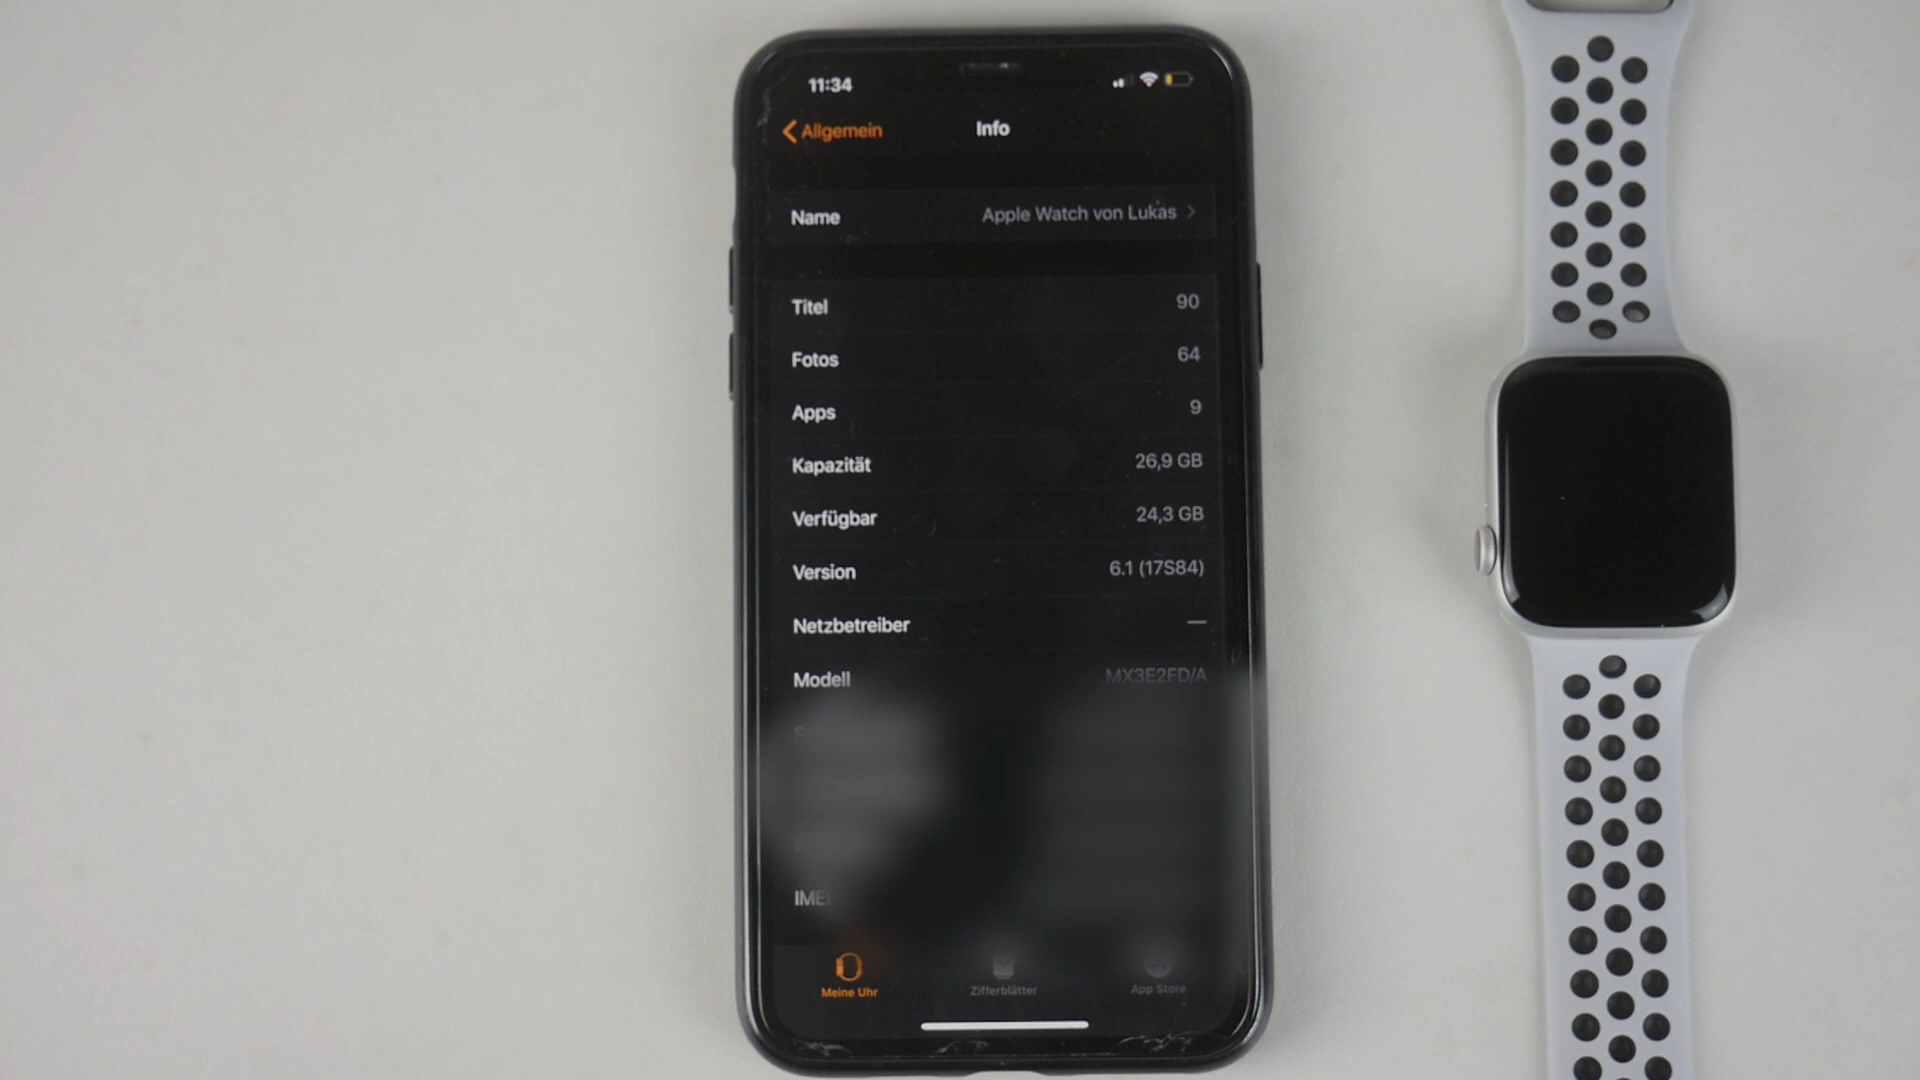 11:34
Allgemein Info
Name Apple Watch von Lukas
Titel 90
Fotos 64
Apps 9
Kapazität 26,9 GB
Verfügbar 24,3 GB
Version 6.1 (17S84)
Netzbetreiber —
Modell MX3E2FD/A
IMEI
Meine Uhr Zifferblätter App Store